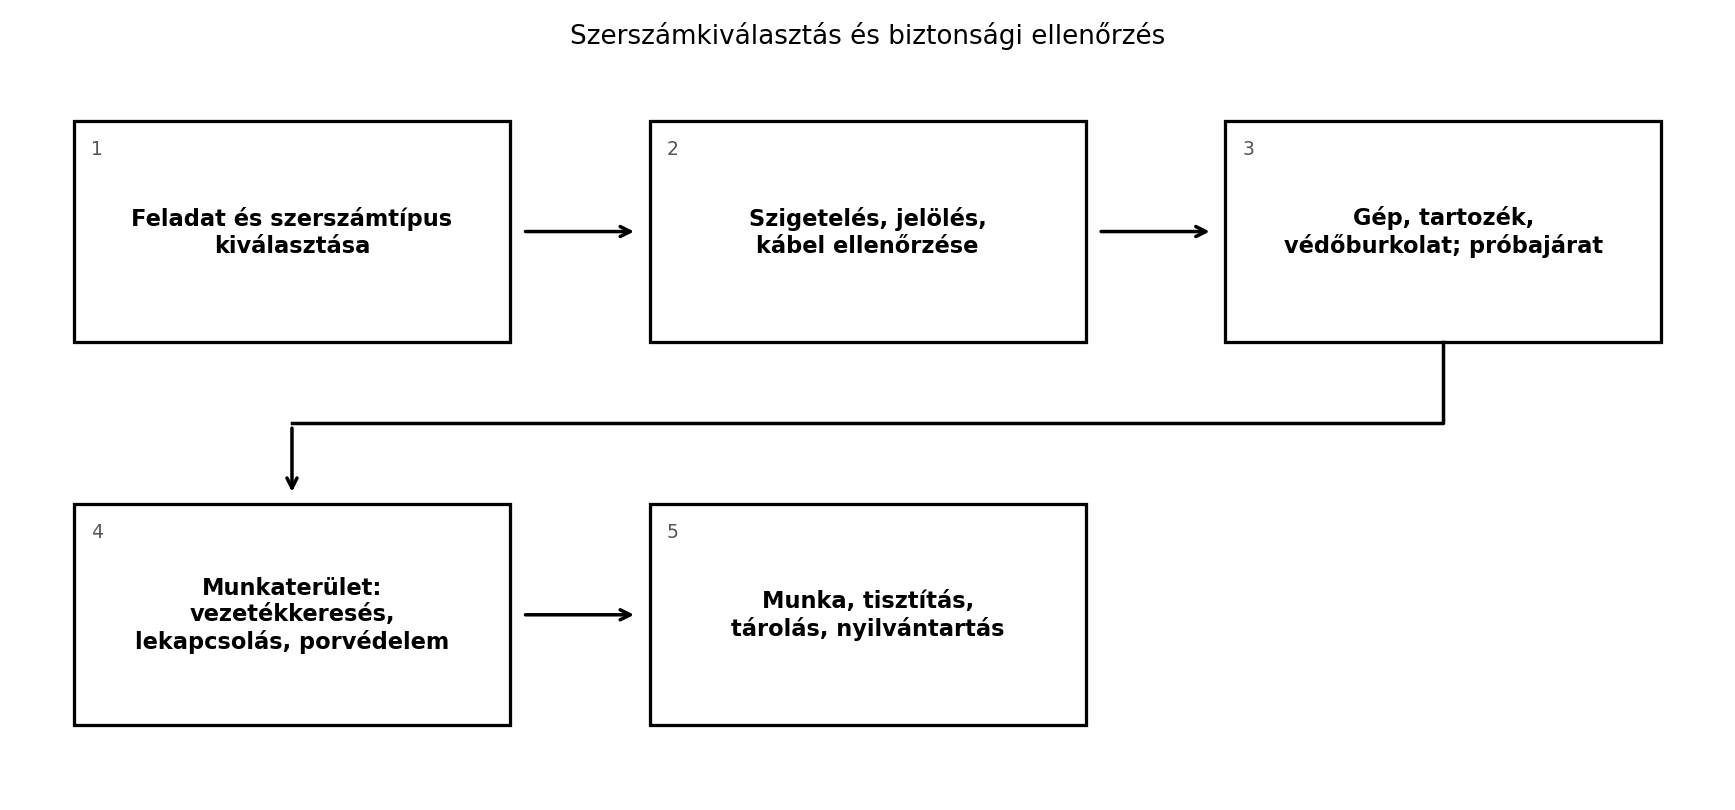 Szerszámkiválasztás és biztonsági ellenőrzés
1
Feladat és szerszámtípus
kiválasztása
2
Szigetelés, jelölés,
kábel ellenőrzése
3
Gép, tartozék,
védőburkolat; próbajárat
4
Munkaterület:
vezetékkeresés,
lekapcsolás, porvédelem
5
Munka, tisztítás,
tárolás, nyilvántartás